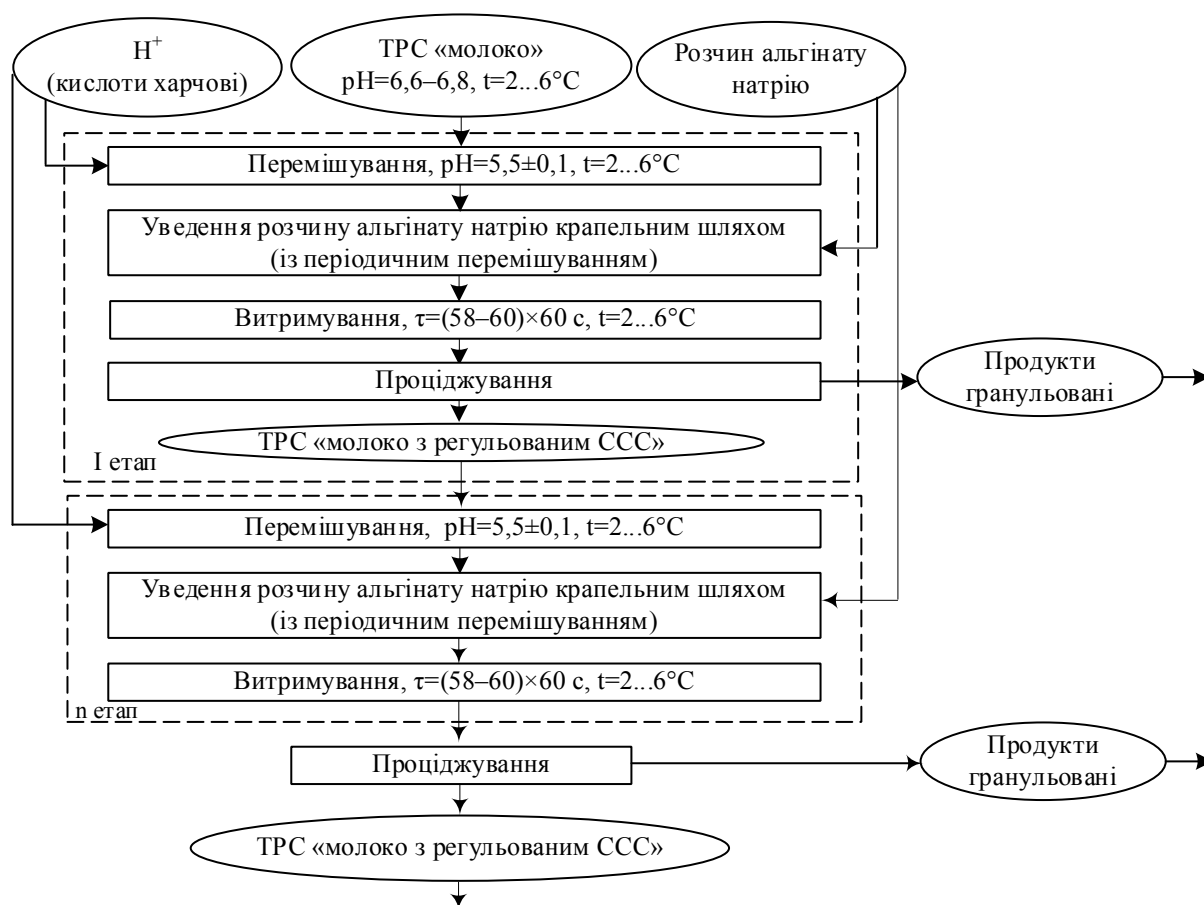 H⁺
(кислоти харчові)
ТРС «молоко»
pH=6,6–6,8, t=2...6°C
Розчин альгінату
натрію
Перемішування, pH=5,5±0,1, t=2...6°C
Уведення розчину альгінату натрію крапельним шляхом
(із періодичним перемішуванням)
Витримування, τ=(58–60)×60 с, t=2...6°C
Проціджування
Продукти
гранульовані
ТРС «молоко з регульованим ССС»
I етап
Перемішування, pH=5,5±0,1, t=2...6°C
Уведення розчину альгінату натрію крапельним шляхом
(із періодичним перемішуванням)
Витримування, τ=(58–60)×60 с, t=2...6°C
n етап
Проціджування
Продукти
гранульовані
ТРС «молоко з регульованим ССС»